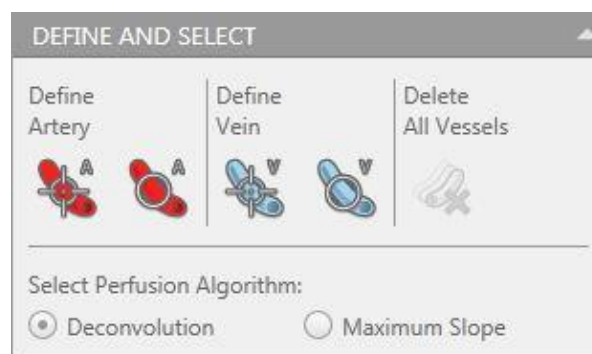 DEFINE AND SELECT
Define Artery
Define Vein
Delete All Vessels
A
A
V
V
Select Perfusion Algorithm:
Deconvolution
Maximum Slope